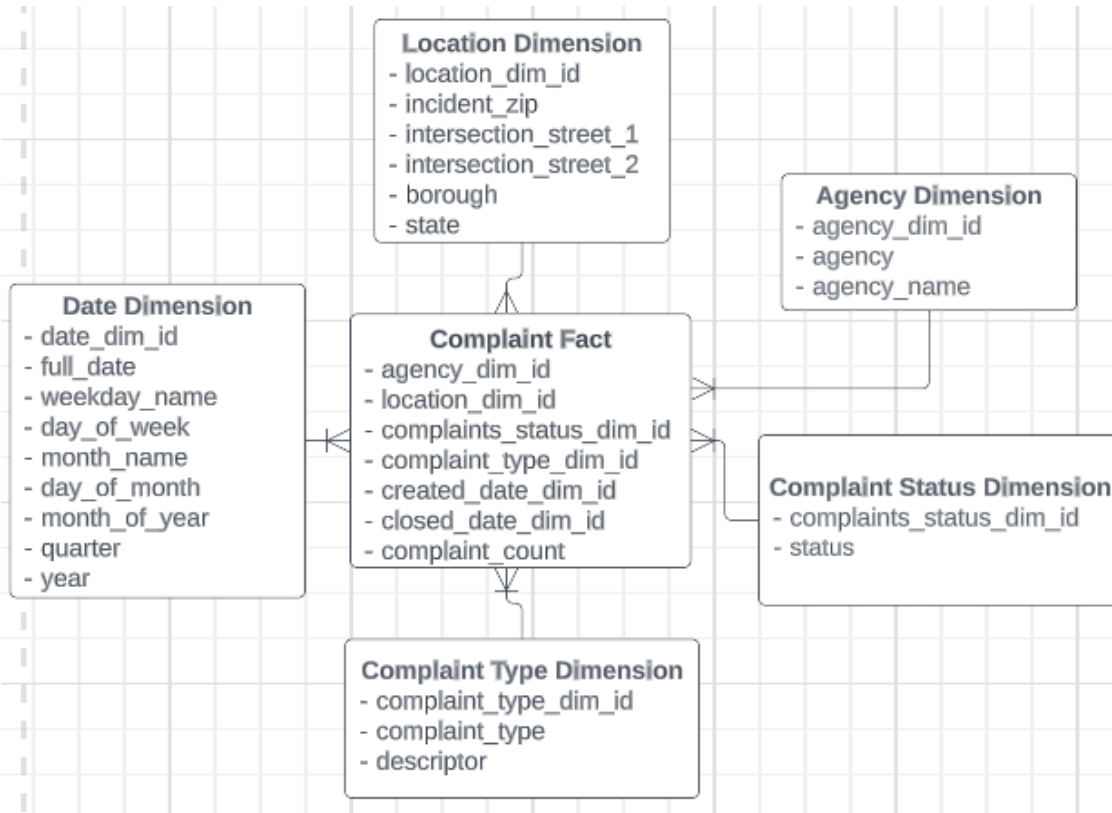 Location Dimension
- location_dim_id
- incident_zip
- intersection_street_1
- intersection_street_2
- borough
- state
Agency Dimension
- agency_dim_id
- agency
- agency_name
Date Dimension
- date_dim_id
- full_date
- weekday_name
- day_of_week
- month_name
- day_of_month
- month_of_year
- quarter
- year
Complaint Fact
- agency_dim_id
- location_dim_id
- complaints_status_dim_id
- complaint_type_dim_id
- created_date_dim_id
- closed_date_dim_id
- complaint_count
Complaint Status Dimension
- complaints_status_dim_id
- status
Complaint Type Dimension
- complaint_type_dim_id
- complaint_type
- descriptor